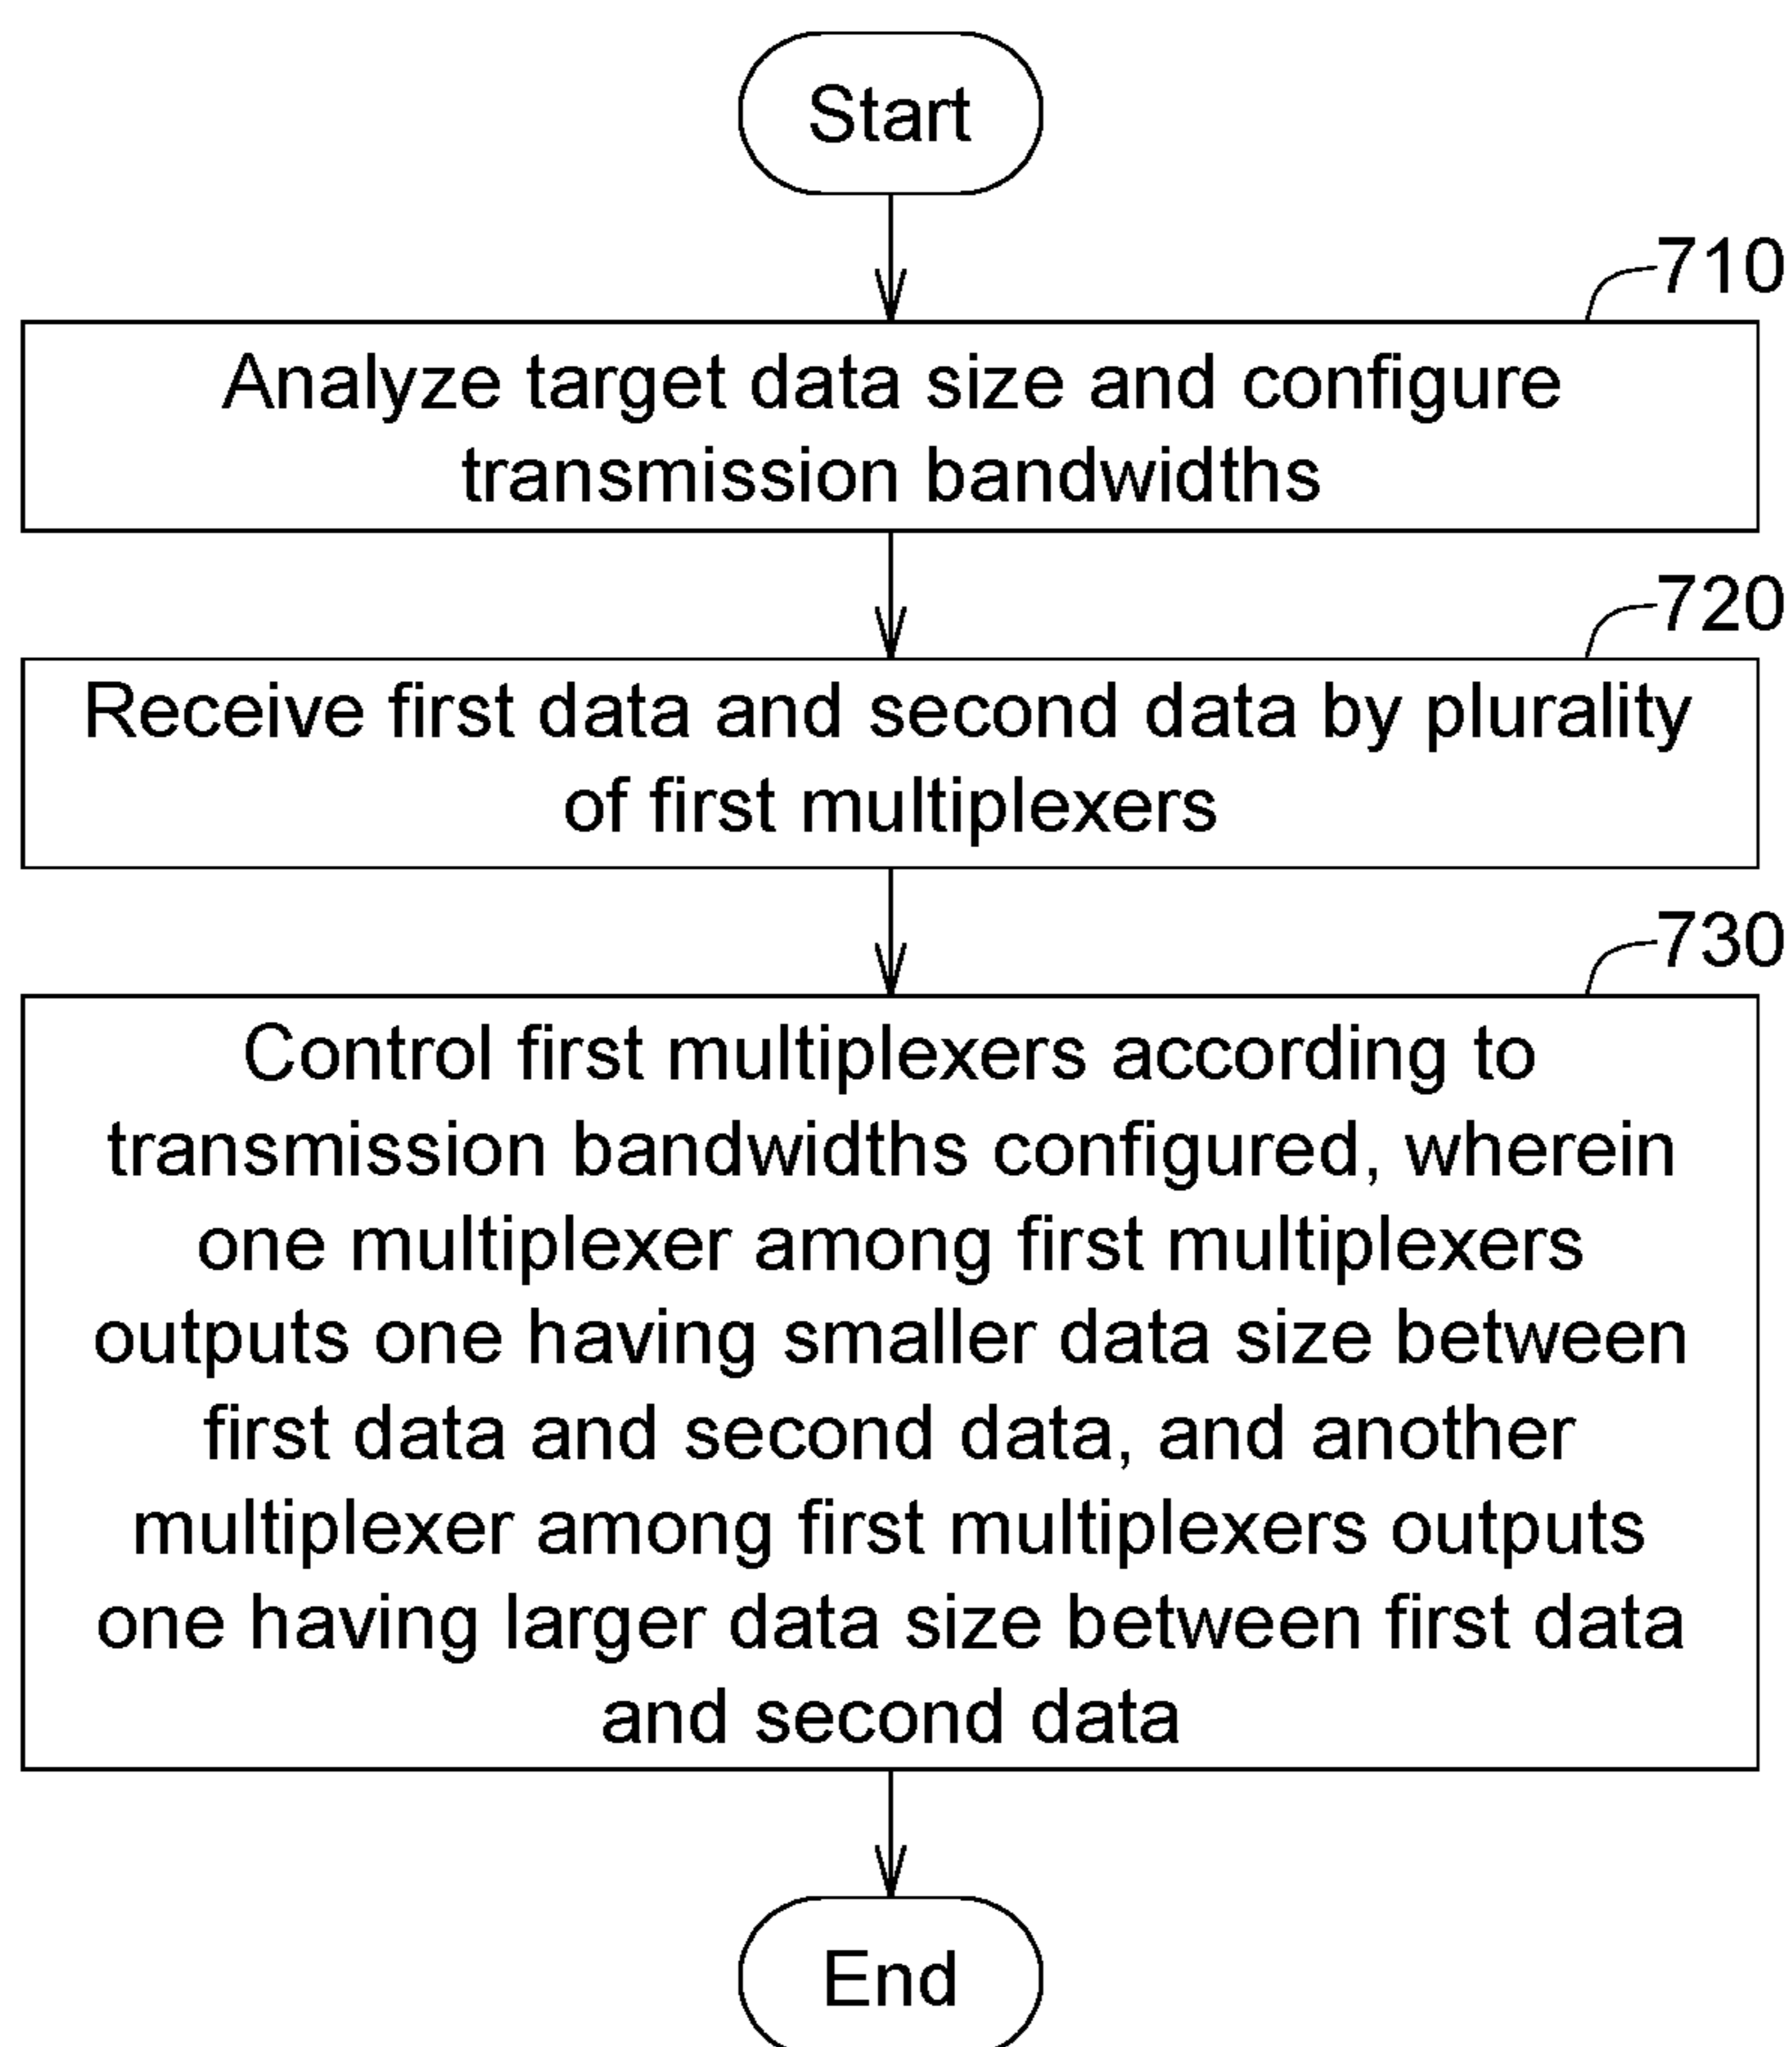 Start
710
Analyze target data size and configure
transmission bandwidths
720
Receive first data and second data by plurality
of first multiplexers
730
Control first multiplexers according to
transmission bandwidths configured, wherein
one multiplexer among first multiplexers
outputs one having smaller data size between
first data and second data, and another
multiplexer among first multiplexers outputs
one having larger data size between first data
and second data
End